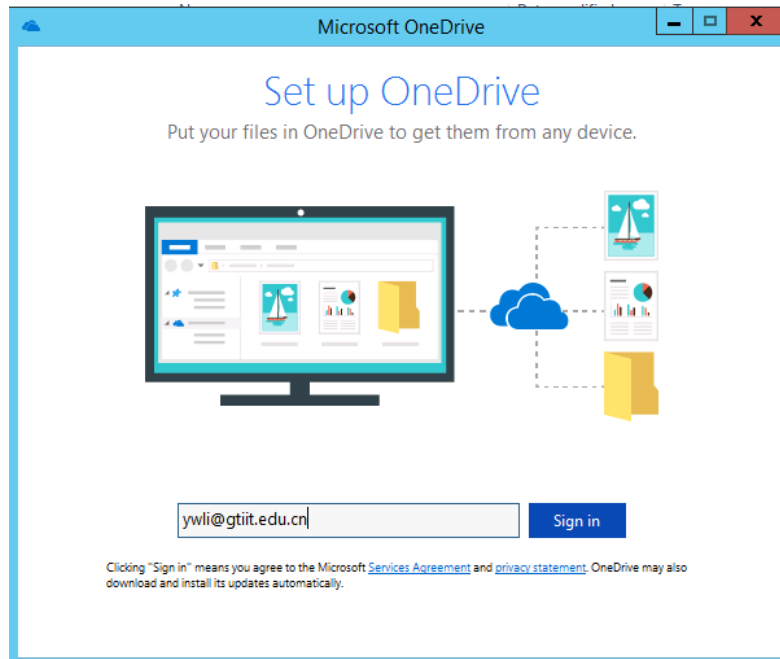 Microsoft OneDrive
Set up OneDrive
Put your files in OneDrive to get them from any device.
ywli@gtiit.edu.cn
Sign in
Clicking "Sign in" means you agree to the Microsoft Services Agreement and privacy statement. OneDrive may also
download and install its updates automatically.